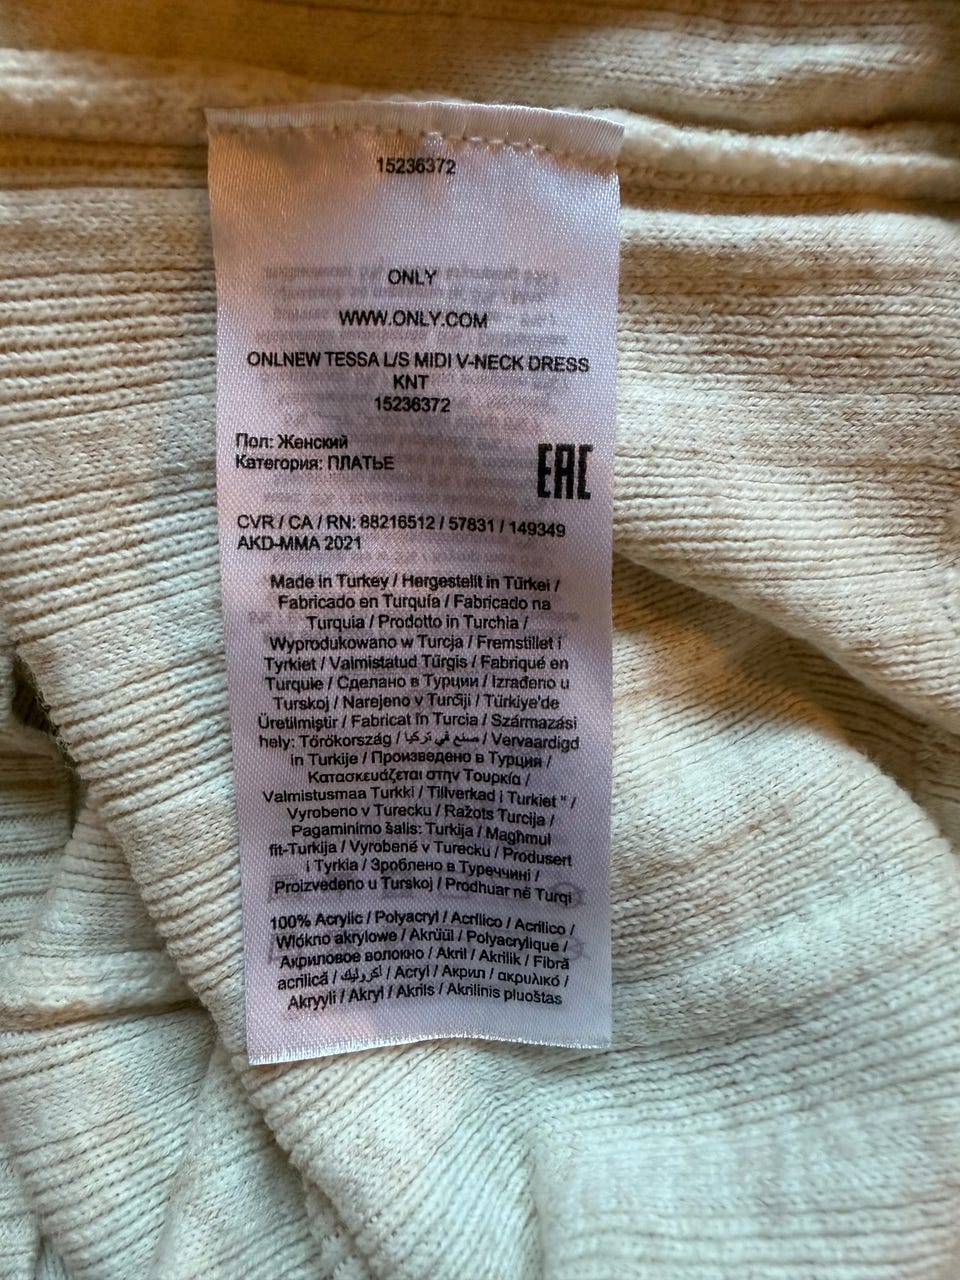 15236372
ONLY
WWW.ONLY.COM
ONLNEW TESSA L/S MIDI V-NECK DRESS
KNT
15236372
Пол: Женский
Категория: ПЛАТЬЕ
EAC
CVR / CA / RN: 88216512 / 57831 / 149349
AKD-MMA 2021
Made in Turkey / Hergestellt in Türkei /
Fabricado en Turquía / Fabricado na
Turquia / Prodotto in Turchia /
Wyprodukowano w Turcja / Fremstillet i
Tyrkiet / Valmistatud Türgis / Fabriqué en
Turquie / Сделано в Турции / Izrađeno u
Turskoj / Narejeno v Turčiji / Türkiye'de
Üretilmiştir / Fabricat în Turcia / Származási
hely: Törökország / صنع في تركيا / Vervaardigd
in Turkije / Произведено в Турция /
Κατασκευάζεται στην Τουρκία /
Valmistusmaa Turkki / Tillverkad i Turkiet " /
Vyrobeno v Turecku / Ražots Turcija /
Pagaminimo šalis: Turkija / Magħmul
fit-Turkija / Vyrobené v Turecku / Produsert
i Tyrkia / Зроблено в Туреччині /
Proizvedeno u Turskoj / Prodhuar në Turqi
100% Acrylic / Polyacryl / Acrílico / Acrilico /
Włókno akrylowe / Akrüül / Polyacrylique /
Акриловое волокно / Akril / Akrilik / Fibră
acrilică / أكروليك / Acryl / Акрил / ακρυλικό /
Akryyli / Akryl / Akrils / Akrilinis pluoštas